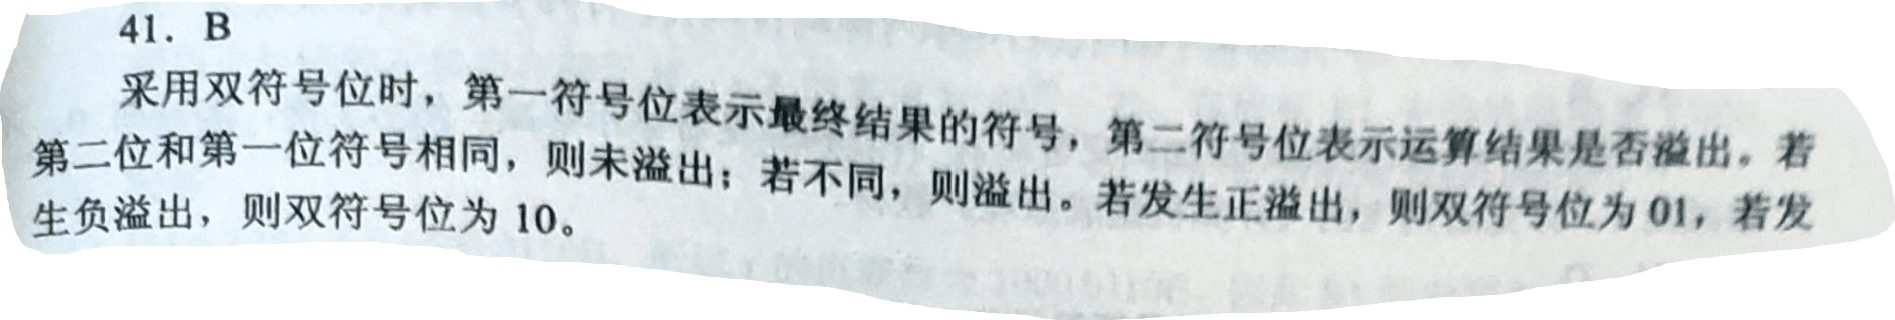 41. B
采用双符号位时，第一符号位表示最终结果的符号，第二符号位表示运算结果是否溢出。若
第二位和第一位符号相同，则未溢出；若不同，则溢出。若发生正溢出，则双符号位为 01，若发
生负溢出，则双符号位为 10。